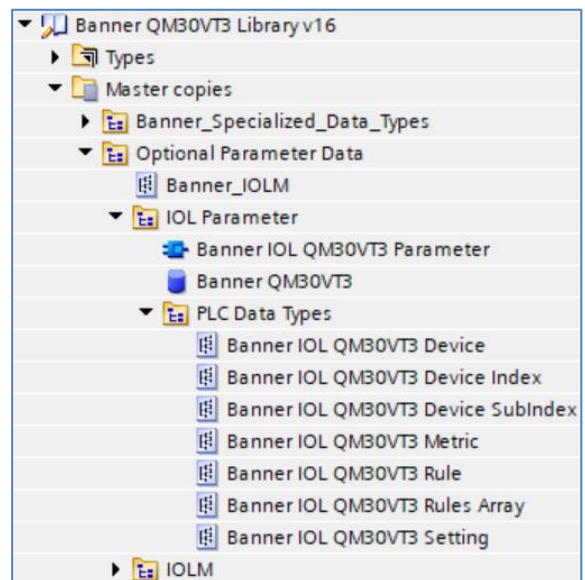 Banner QM30VT3 Library v16
Types
Master copies
Banner_Specialized_Data_Types
Optional Parameter Data
Banner_IOLM
IOL Parameter
Banner IOL QM30VT3 Parameter
Banner QM30VT3
PLC Data Types
Banner IOL QM30VT3 Device
Banner IOL QM30VT3 Device Index
Banner IOL QM30VT3 Device SubIndex
Banner IOL QM30VT3 Metric
Banner IOL QM30VT3 Rule
Banner IOL QM30VT3 Rules Array
Banner IOL QM30VT3 Setting
IOLM